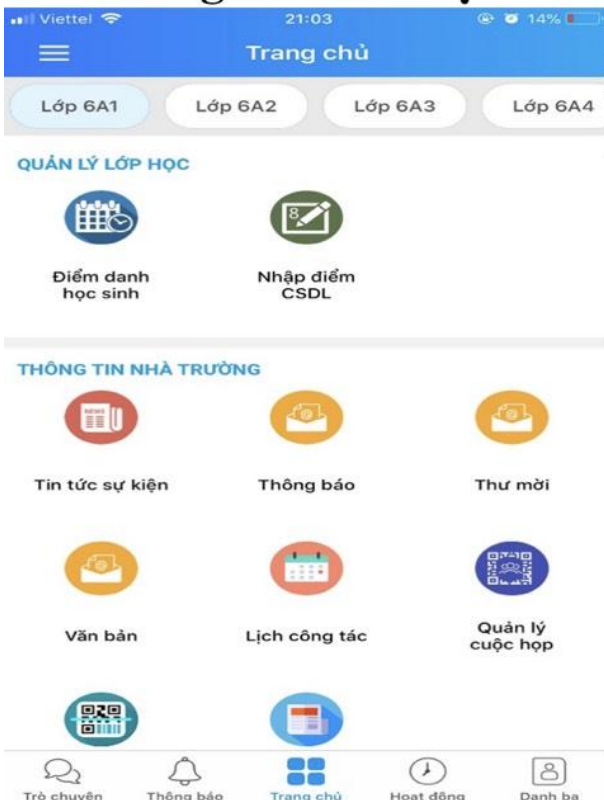 Viettel 21:03 14%
Trang chủ
Lớp 6A1 Lớp 6A2 Lớp 6A3 Lớp 6A4
QUẢN LÝ LỚP HỌC
8
Điểm danh
học sinh
Nhập điểm
CSDL
THÔNG TIN NHÀ TRƯỜNG
NEWS
Tin tức sự kiện Thông báo Thư mời
Văn bản Lịch công tác Quản lý
cuộc họp
Trò chuyện Thông báo Trang chủ Hoạt động Danh bạ